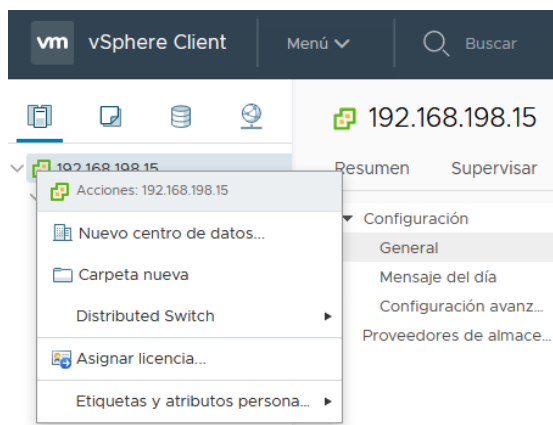 vm vSphere Client Menú Buscar
192.168.198.15
192.168.198.15
Resumen Supervisar
Acciones: 192.168.198.15
Nuevo centro de datos...
Carpeta nueva
Distributed Switch
Asignar licencia...
Etiquetas y atributos persona...
Configuración
General
Mensaje del día
Configuración avanz...
Proveedores de almace...